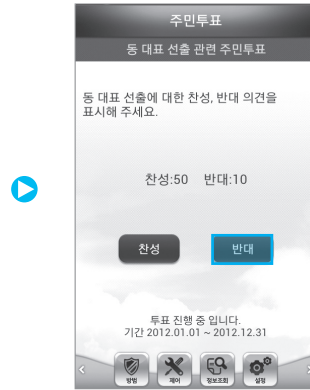 주민투표
동 대표 선출 관련 주민투표
동 대표 선출에 대한 찬성, 반대 의견을
표시해 주세요.
찬성:50 반대:10
찬성 반대
투표 진행 중 입니다.
기간 2012.01.01 ~ 2012.12.31
방범 제어 정보조회 설정